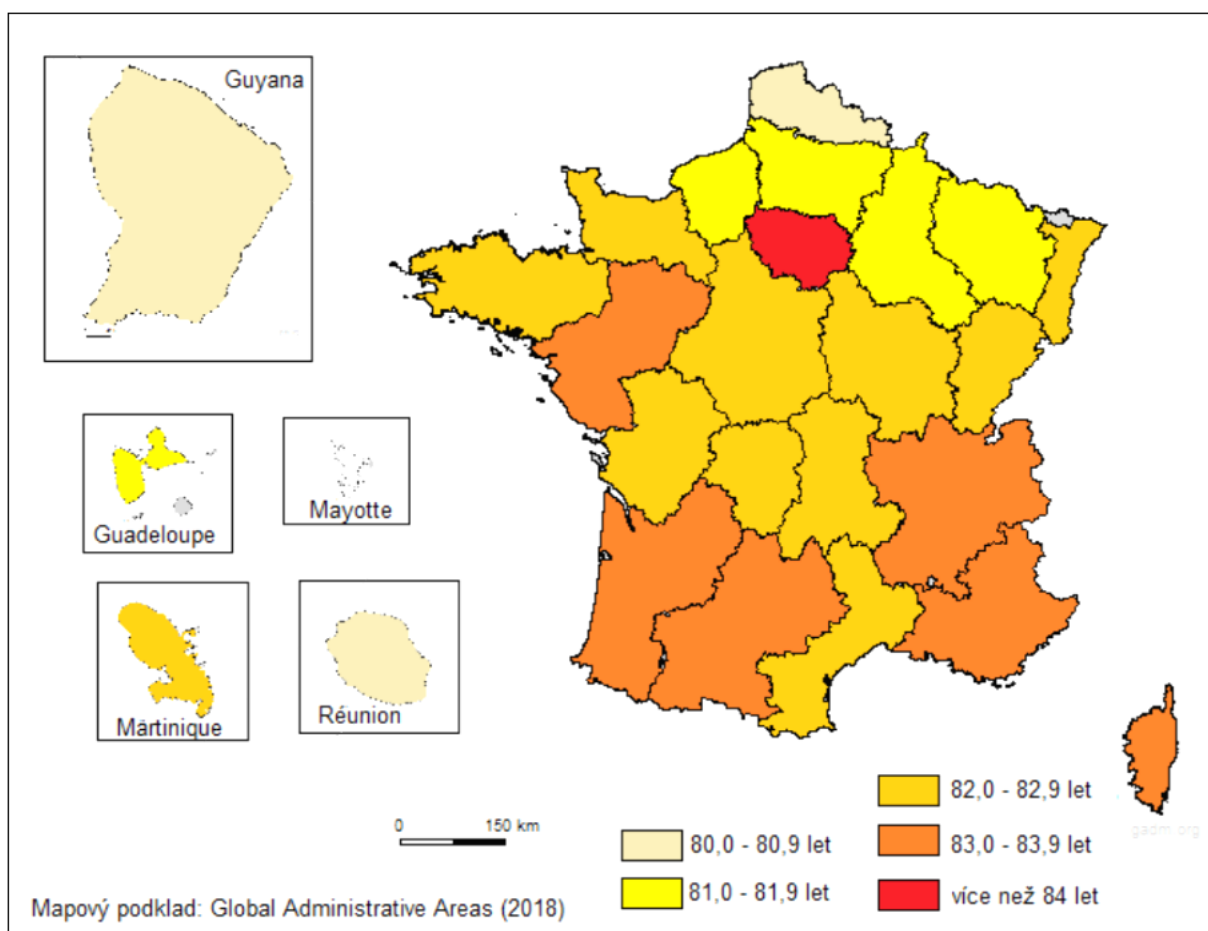 Guyana
Guadeloupe
Mayotte
Martinique
Réunion
0 150 km
80,0 - 80,9 let
81,0 - 81,9 let
82,0 - 82,9 let
83,0 - 83,9 let
více než 84 let
gadm.org
Mapový podklad: Global Administrative Areas (2018)